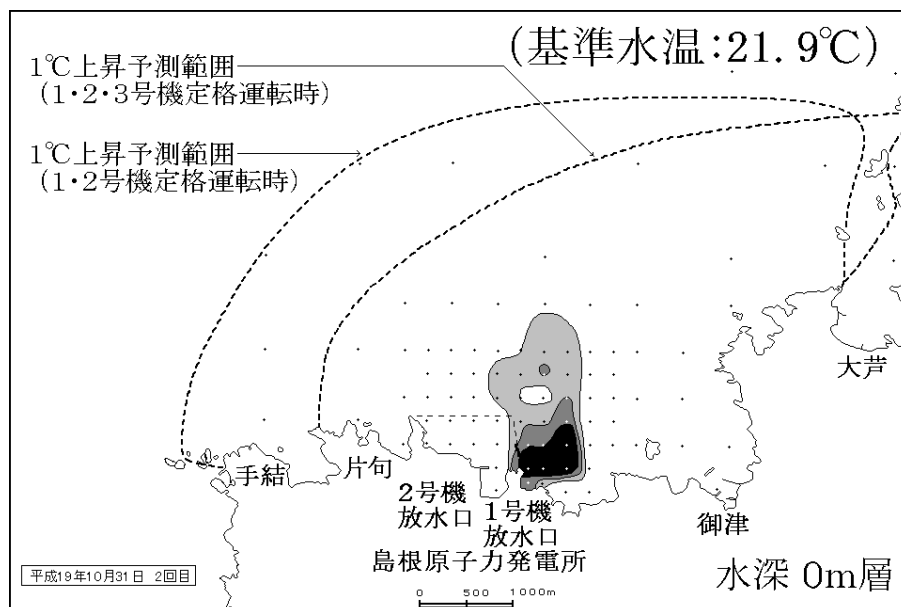 (基準水温:21.9℃)
1℃上昇予測範囲
(1・2・3号機定格運転時)
1℃上昇予測範囲
(1・2号機定格運転時)
大芦
手結
片句
2号機
放水口
1号機
放水口
御津
島根原子力発電所
平成19年10月31日 2回目
水深 0m層
0 500 1000m